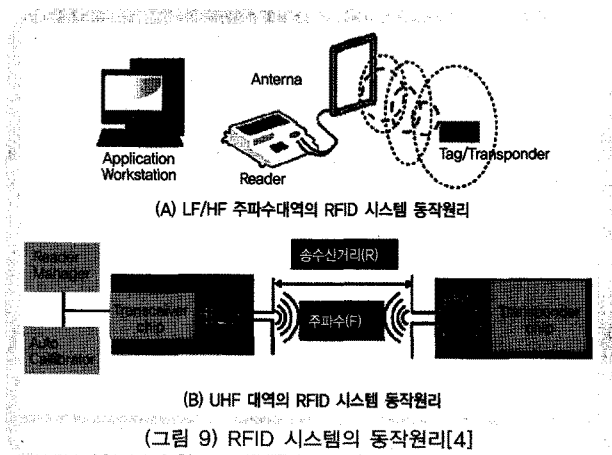 Anterna
Application
Workstation
Reader
Tag/Transponder
(A) LF/HF 주파수대역의 RFID 시스템 동작원리
송수신거리(R)
Reader
Manager
Transceiver
chip
주파수(F)
Transponder
chip
Auto
Calibrator
(B) UHF 대역의 RFID 시스템 동작원리
(그림 9) RFID 시스템의 동작원리[4]